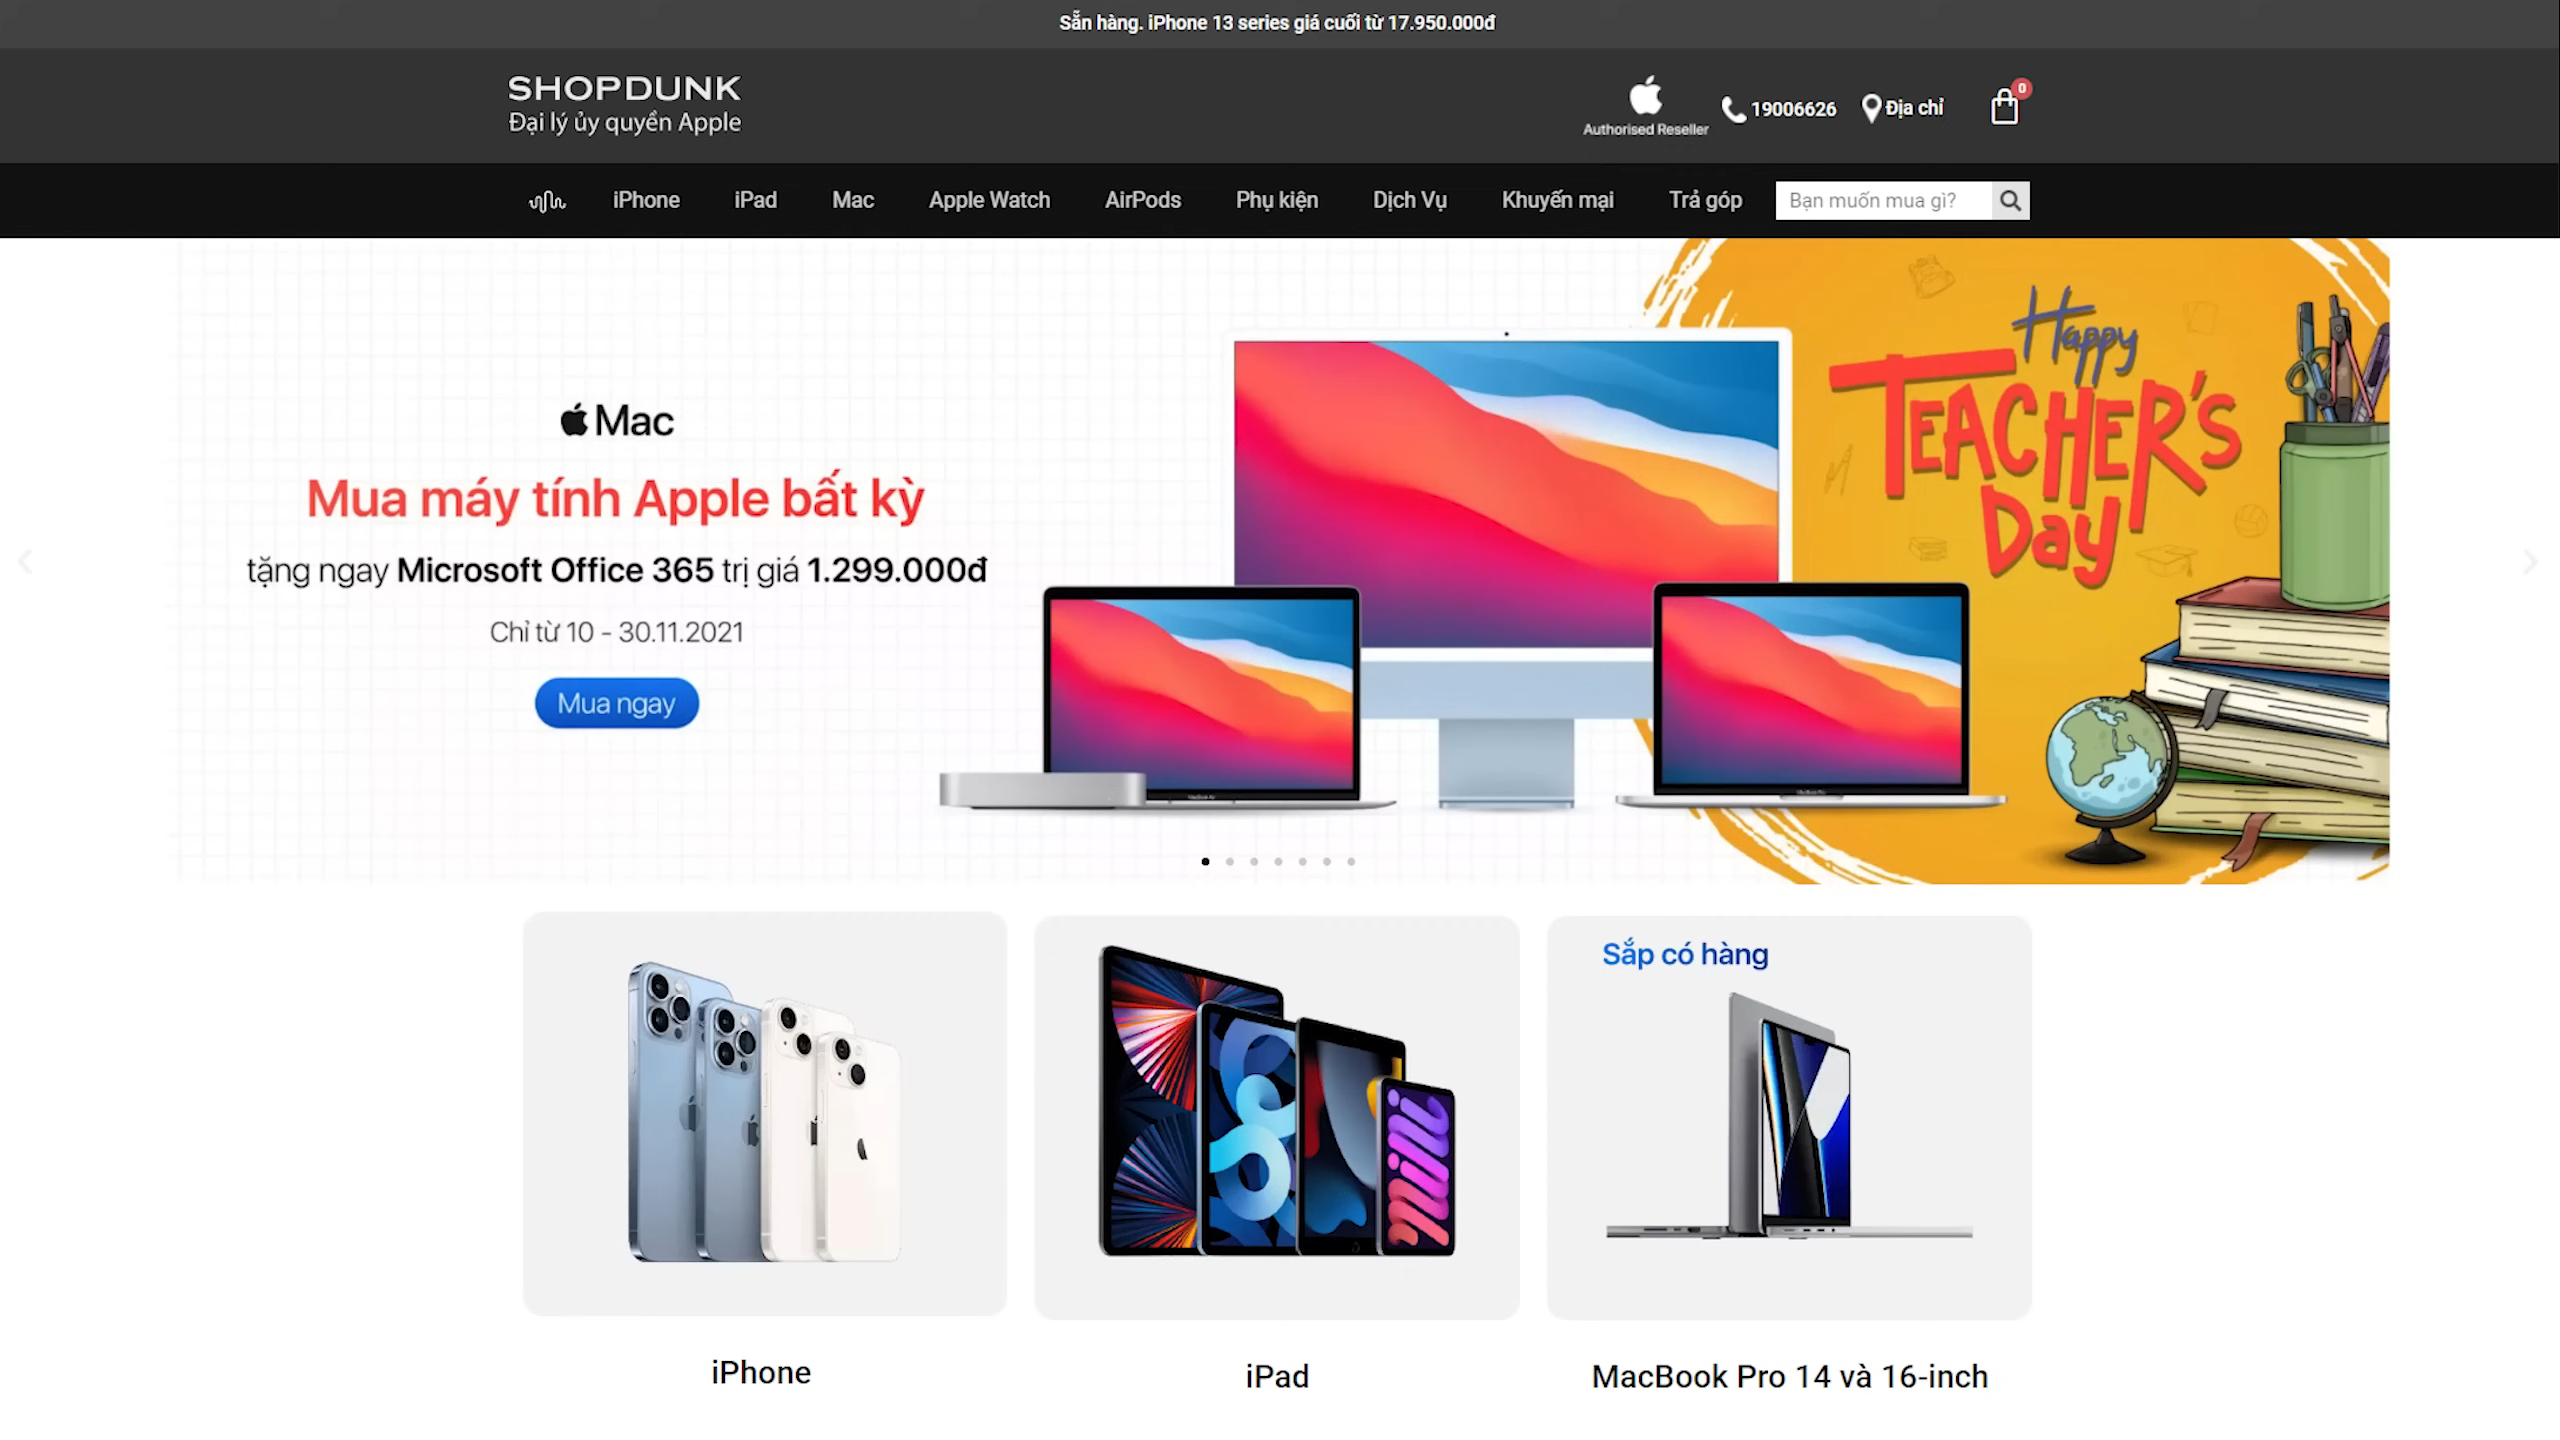 Sẵn hàng. iPhone 13 series giá cuối từ 17.950.000đ
SHOPDUNK
Đại lý ủy quyền Apple
Authorised Reseller
19006626
Địa chỉ
0
iPhone iPad Mac Apple Watch AirPods Phụ kiện Dịch Vụ Khuyến mại Trả góp Bạn muốn mua gì?
Mac
Mua máy tính Apple bất kỳ
tặng ngay Microsoft Office 365 trị giá 1.299.000đ
Chỉ từ 10 - 30.11.2021
Mua ngay
Happy
TEACHER'S
Day
Sắp có hàng
mini
iPhone
iPad
MacBook Pro 14 và 16-inch